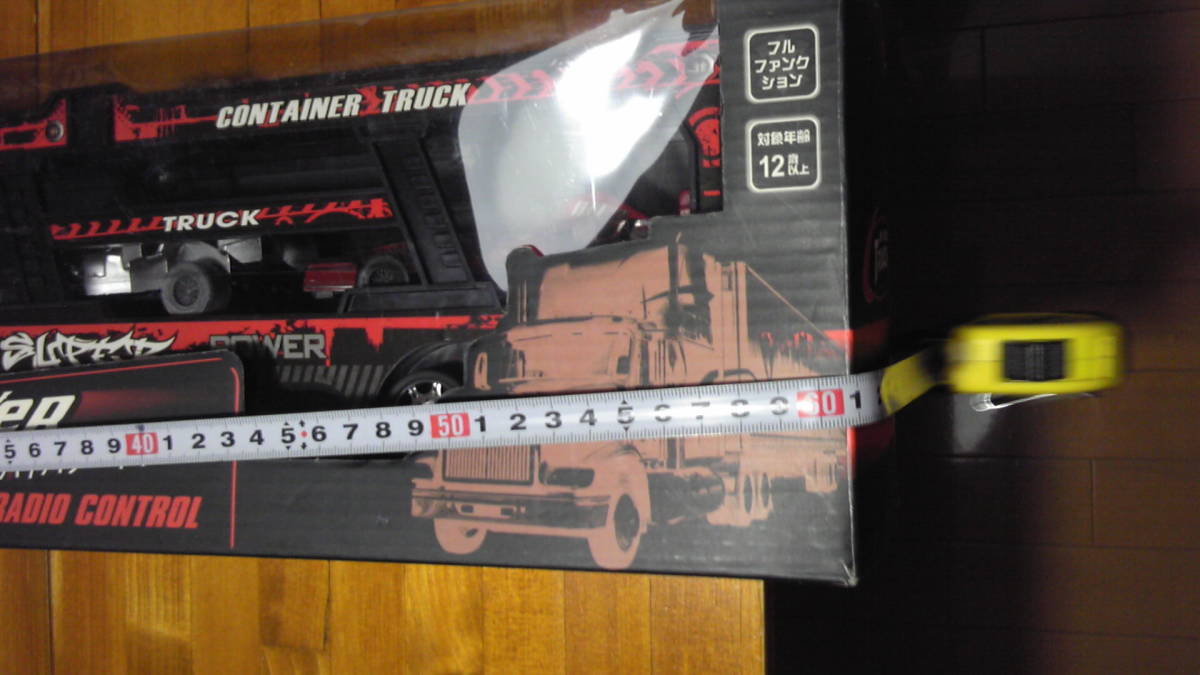 CONTAINER TRUCK
フル
ファンク
ション
対象年齢
12歳以上
TRUCK
SUPER
POWER
5 6 7 8 9 40 1 2 3 4 5 6 7 8 9 50 1 2 3 4 5 6 7 8 9 60 1
RADIO CONTROL